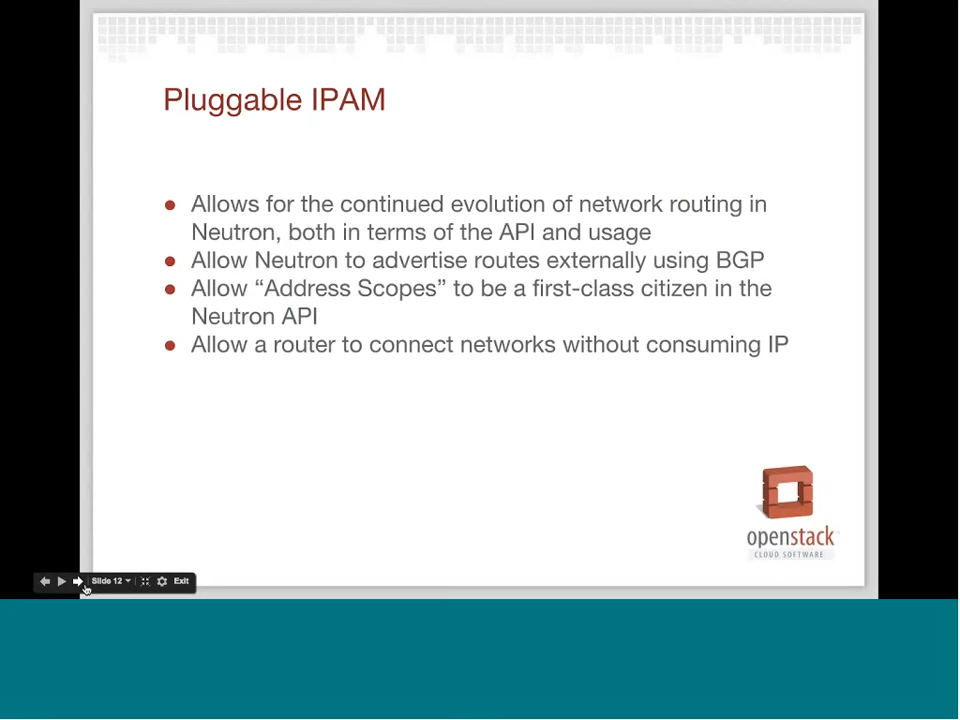 Pluggable IPAM
● Allows for the continued evolution of network routing in
Neutron, both in terms of the API and usage
● Allow Neutron to advertise routes externally using BGP
● Allow “Address Scopes” to be a first-class citizen in the
Neutron API
● Allow a router to connect networks without consuming IP
openstack
CLOUD SOFTWARE
Slide 12 Exit